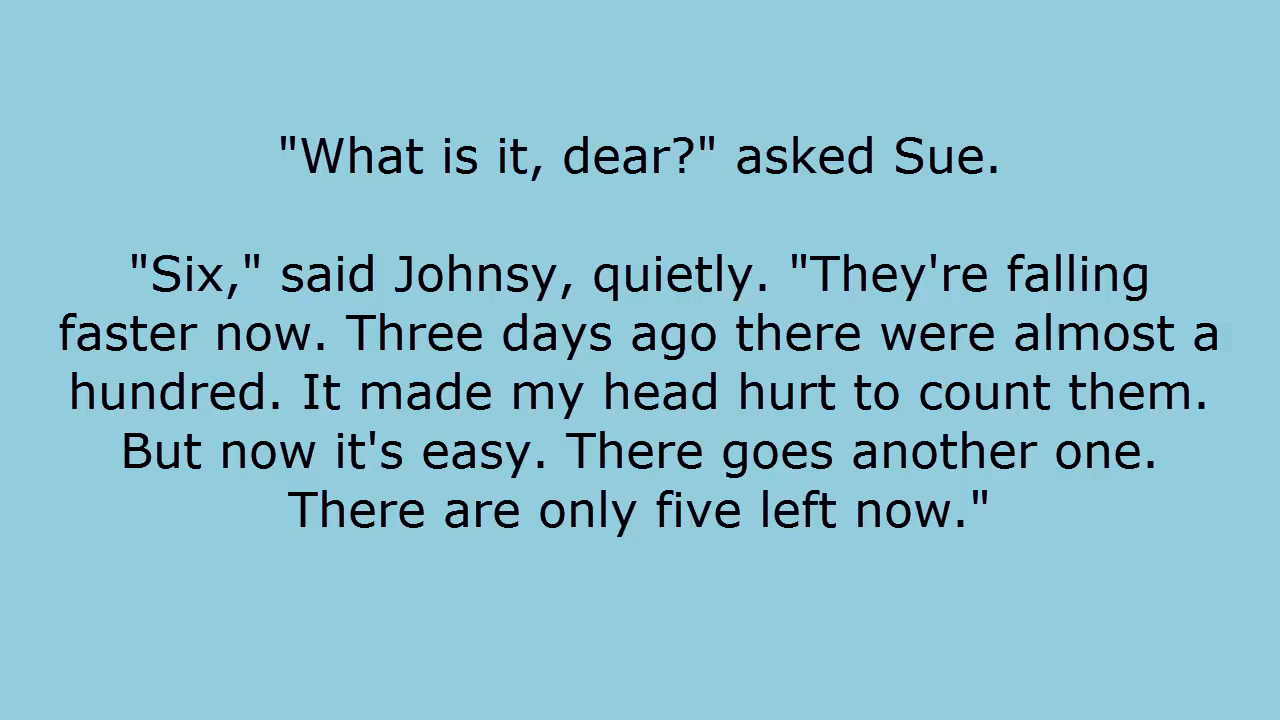 "What is it, dear?" asked Sue.
"Six," said Johnsy, quietly. "They're falling
faster now. Three days ago there were almost a
hundred. It made my head hurt to count them.
But now it's easy. There goes another one.
There are only five left now."